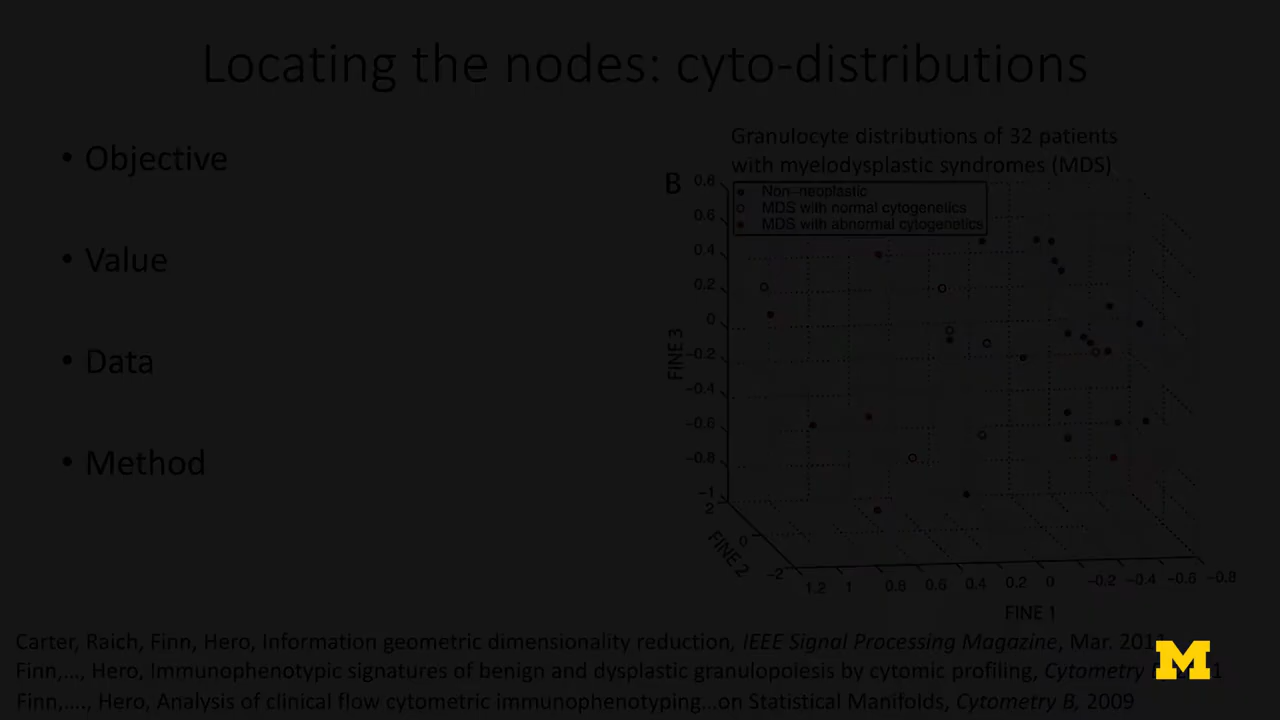 Locating the nodes: cyto-distributions
• Objective
• Value
• Data
• Method
Granulocyte distributions of 32 patients
with myelodysplastic syndromes (MDS)
B
Non-neoplastic
MDS with normal cytogenetics
MDS with abnormal cytogenetics
0.8
0.6
0.4
0.2
0
−0.2
−0.4
−0.6
−0.8
−1
FINE 3
2
0
−2
FINE 2
1.2 1 0.8 0.6 0.4 0.2 0 −0.2 −0.4 −0.6 −0.8
FINE 1
Carter, Raich, Finn, Hero, Information geometric dimensionality reduction, IEEE Signal Processing Magazine, Mar.
Finn,..., Hero, Immunophenotypic signatures of benign and dysplastic granulopoiesis by cytomic profiling, Cytometry
Finn,...., Hero, Analysis of clinical flow cytometric immunophenotyping...on Statistical Manifolds, Cytometry B, 2009
M